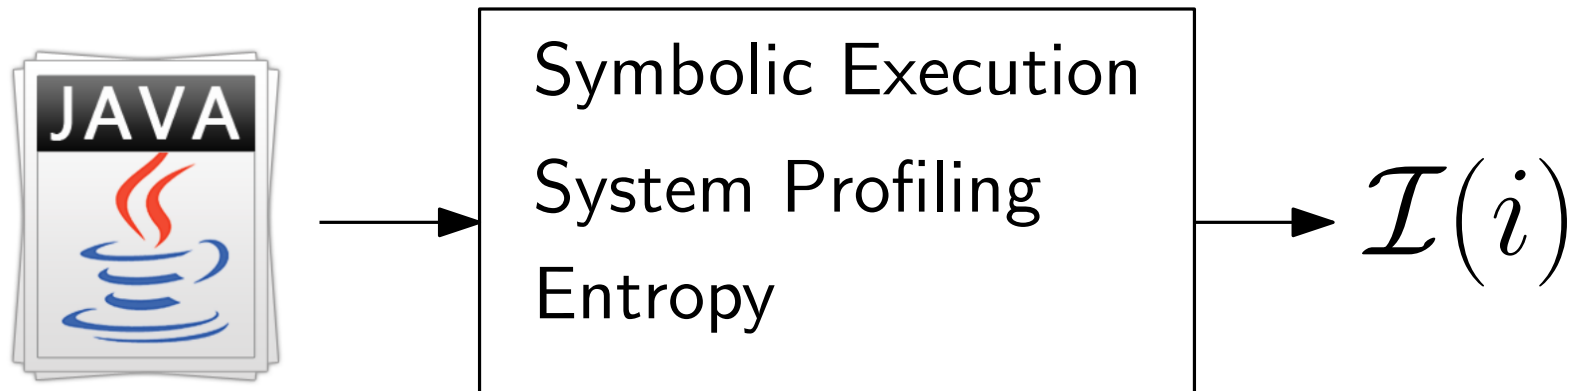 JAVA
Symbolic Execution
System Profiling
Entropy
ℐ(i)